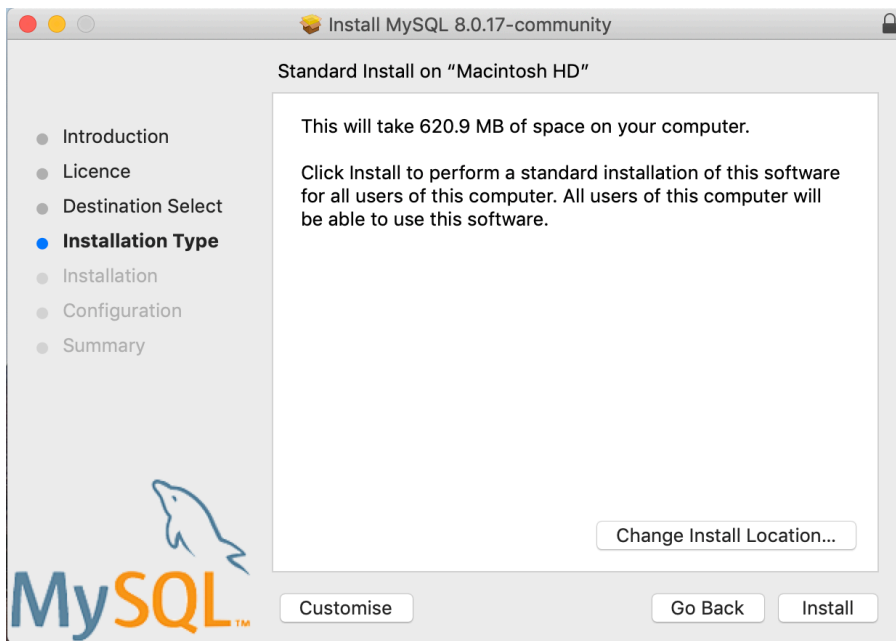 Install MySQL 8.0.17-community
Standard Install on “Macintosh HD”
Introduction
Licence
Destination Select
Installation Type
Installation
Configuration
Summary
This will take 620.9 MB of space on your computer.
Click Install to perform a standard installation of this software
for all users of this computer. All users of this computer will
be able to use this software.
Change Install Location...
MySQL™
Customise
Go Back
Install